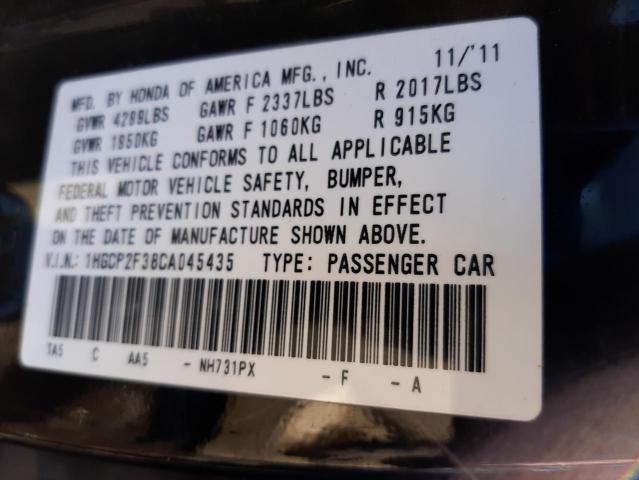 MFD. BY HONDA OF AMERICA MFG., INC. 11/'11
GVWR 4299LBS GAWR F 2337LBS R 2017LBS
GVWR 1950KG GAWR F 1060KG R 915KG
THIS VEHICLE CONFORMS TO ALL APPLICABLE
FEDERAL MOTOR VEHICLE SAFETY, BUMPER,
AND THEFT PREVENTION STANDARDS IN EFFECT
ON THE DATE OF MANUFACTURE SHOWN ABOVE.
V.I.N.: 1HGCP2F38CA045435 TYPE: PASSENGER CAR
TA5 C AA5 - NH731PX - F - A